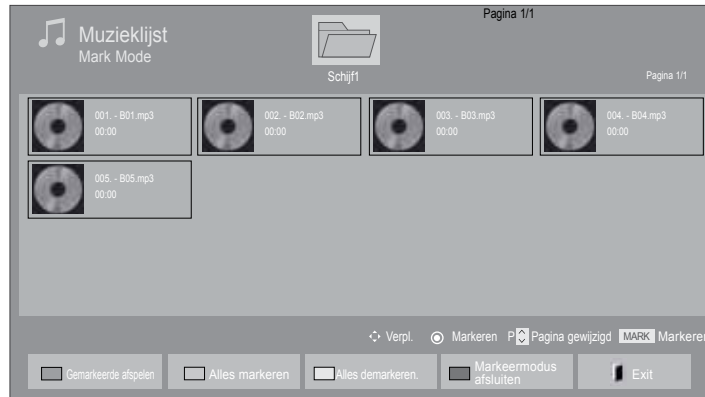 Pagina 1/1
Muzieklijst
Mark Mode
Schijf1
Pagina 1/1
001. - B01.mp3
00:00
002. - B02.mp3
00:00
003. - B03.mp3
00:00
004. - B04.mp3
00:00
005. - B05.mp3
00:00
Verpl. Markeren P Pagina gewijzigd MARK Markeren
Gemarkeerde afspelen
Alles markeren
Alles demarkeren.
Markeermodus
afsluiten
Exit